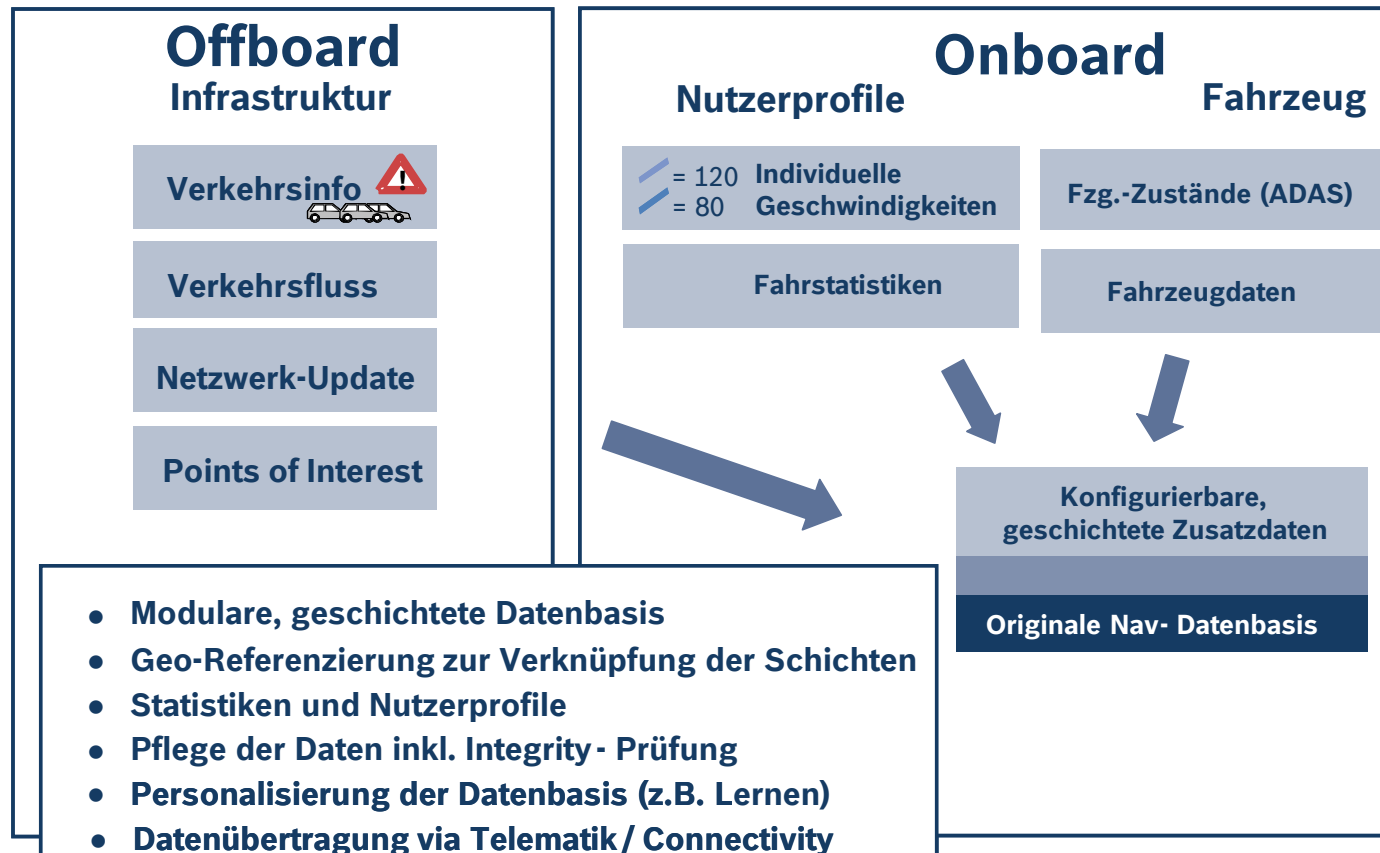 Offboard
Infrastruktur
Verkehrsinfo
!
Verkehrsfluss
Netzwerk-Update
Points of Interest
Onboard
Nutzerprofile
Fahrzeug
= 120 Individuelle
= 80 Geschwindigkeiten
Fahrstatistiken
Fzg.-Zustände (ADAS)
Fahrzeugdaten
Konfigurierbare,
geschichtete Zusatzdaten
Originale Nav- Datenbasis
• Modulare, geschichtete Datenbasis
• Geo-Referenzierung zur Verknüpfung der Schichten
• Statistiken und Nutzerprofile
• Pflege der Daten inkl. Integrity - Prüfung
• Personalisierung der Datenbasis (z.B. Lernen)
• Datenübertragung via Telematik / Connectivity